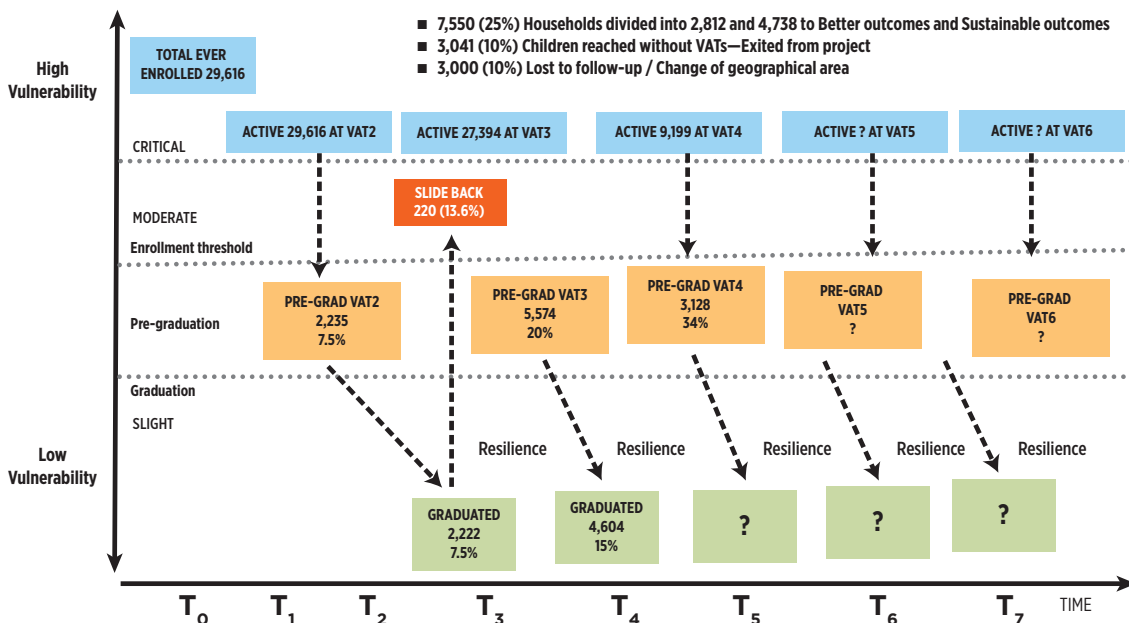 ■ 7,550 (25%) Households divided into 2,812 and 4,738 to Better outcomes and Sustainable outcomes
■ 3,041 (10%) Children reached without VATs—Exited from project
■ 3,000 (10%) Lost to follow-up / Change of geographical area
High
Vulnerability
TOTAL EVER
ENROLLED 29,616
ACTIVE 29,616 AT VAT2
ACTIVE 27,394 AT VAT3
ACTIVE 9,199 AT VAT4
ACTIVE ? AT VAT5
ACTIVE ? AT VAT6
CRITICAL
SLIDE BACK
220 (13.6%)
MODERATE
Enrollment threshold
Pre-graduation
PRE-GRAD VAT2
2,235
7.5%
PRE-GRAD VAT3
5,574
20%
PRE-GRAD VAT4
3,128
34%
PRE-GRAD
VAT5
?
PRE-GRAD
VAT6
?
Graduation
SLIGHT
Low
Vulnerability
Resilience
Resilience
Resilience
Resilience
Resilience
GRADUATED
2,222
7.5%
GRADUATED
4,604
15%
?
?
?
T0 T1 T2 T3 T4 T5 T6 T7 TIME